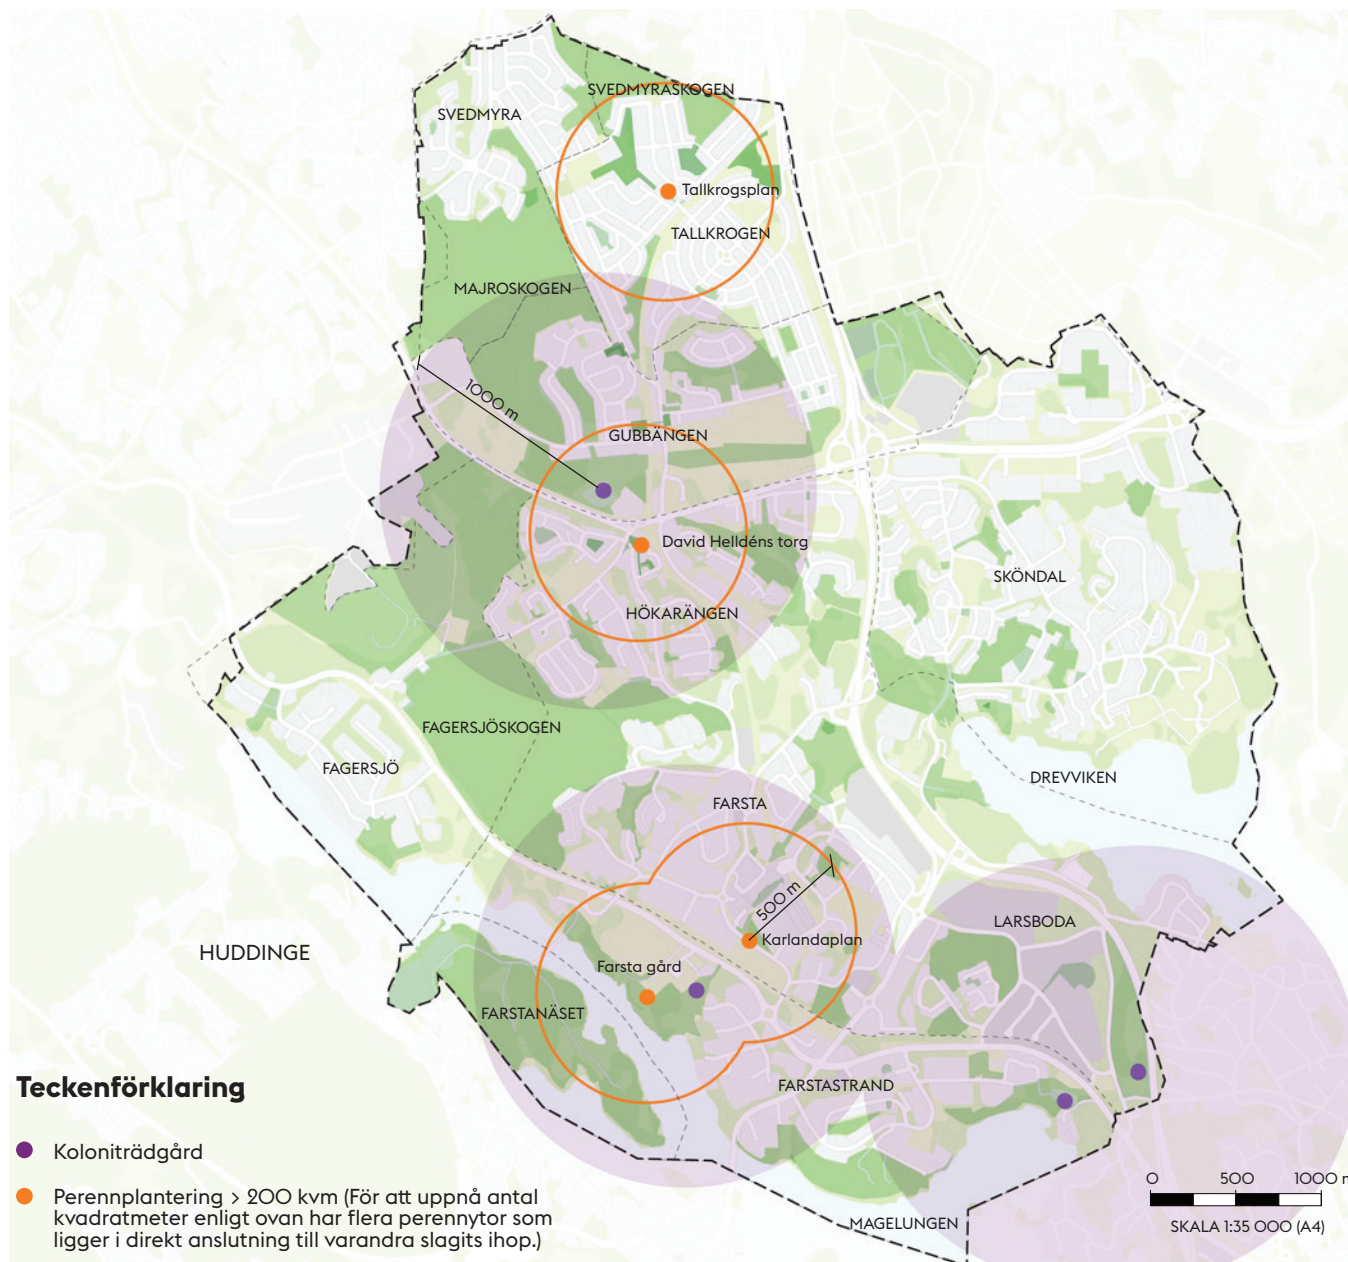 SVEDMYRASKOGEN
SVEDMYRA
Tallkrogsplan
TALLKROGEN
MAJROSKOGEN
1000 m
GUBBÄNGEN
David Helldéns torg
SKÖNDAL
HÖKARÄNGEN
FAGERSJÖSKOGEN
FAGERSJÖ
DREVVIKEN
FARSTA
500 m
LARSBODA
Karlandaplan
HUDDINGE
Farsta gård
FARSTANÄSET
FARSTASTRAND
MAGELUNGEN
Teckenförklaring
Koloniträdgård
Perennplantering > 200 kvm (För att uppnå antal
kvadratmeter enligt ovan har flera perennytor som
ligger i direkt anslutning till varandra slagits ihop.)
0 500 1000 m
SKALA 1:35 000 (A4)